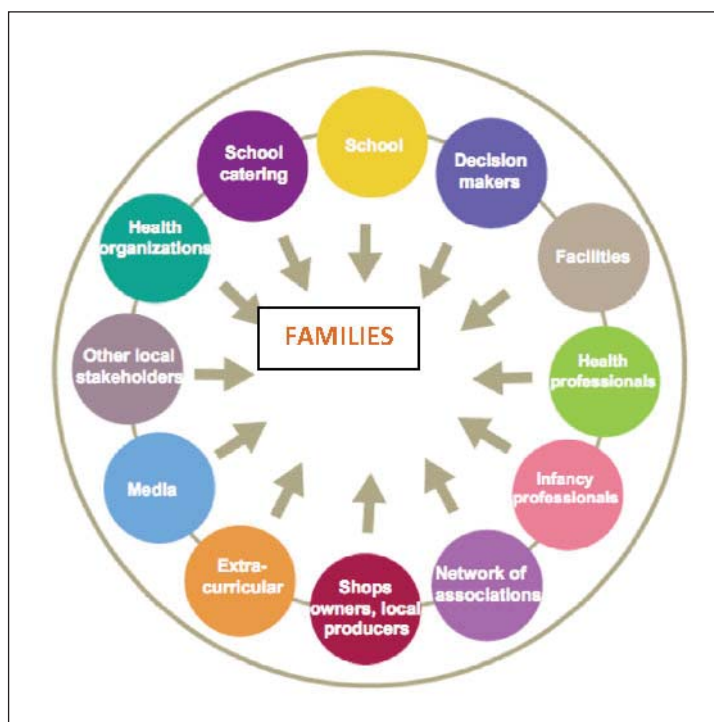 School
Decision
makers
Facilities
Health
professionals
Infancy
professionals
Network of
associations
Shops
owners, local
producers
Extra-
curricular
Media
Other local
stakeholders
Health
organizations
School
catering
FAMILIES